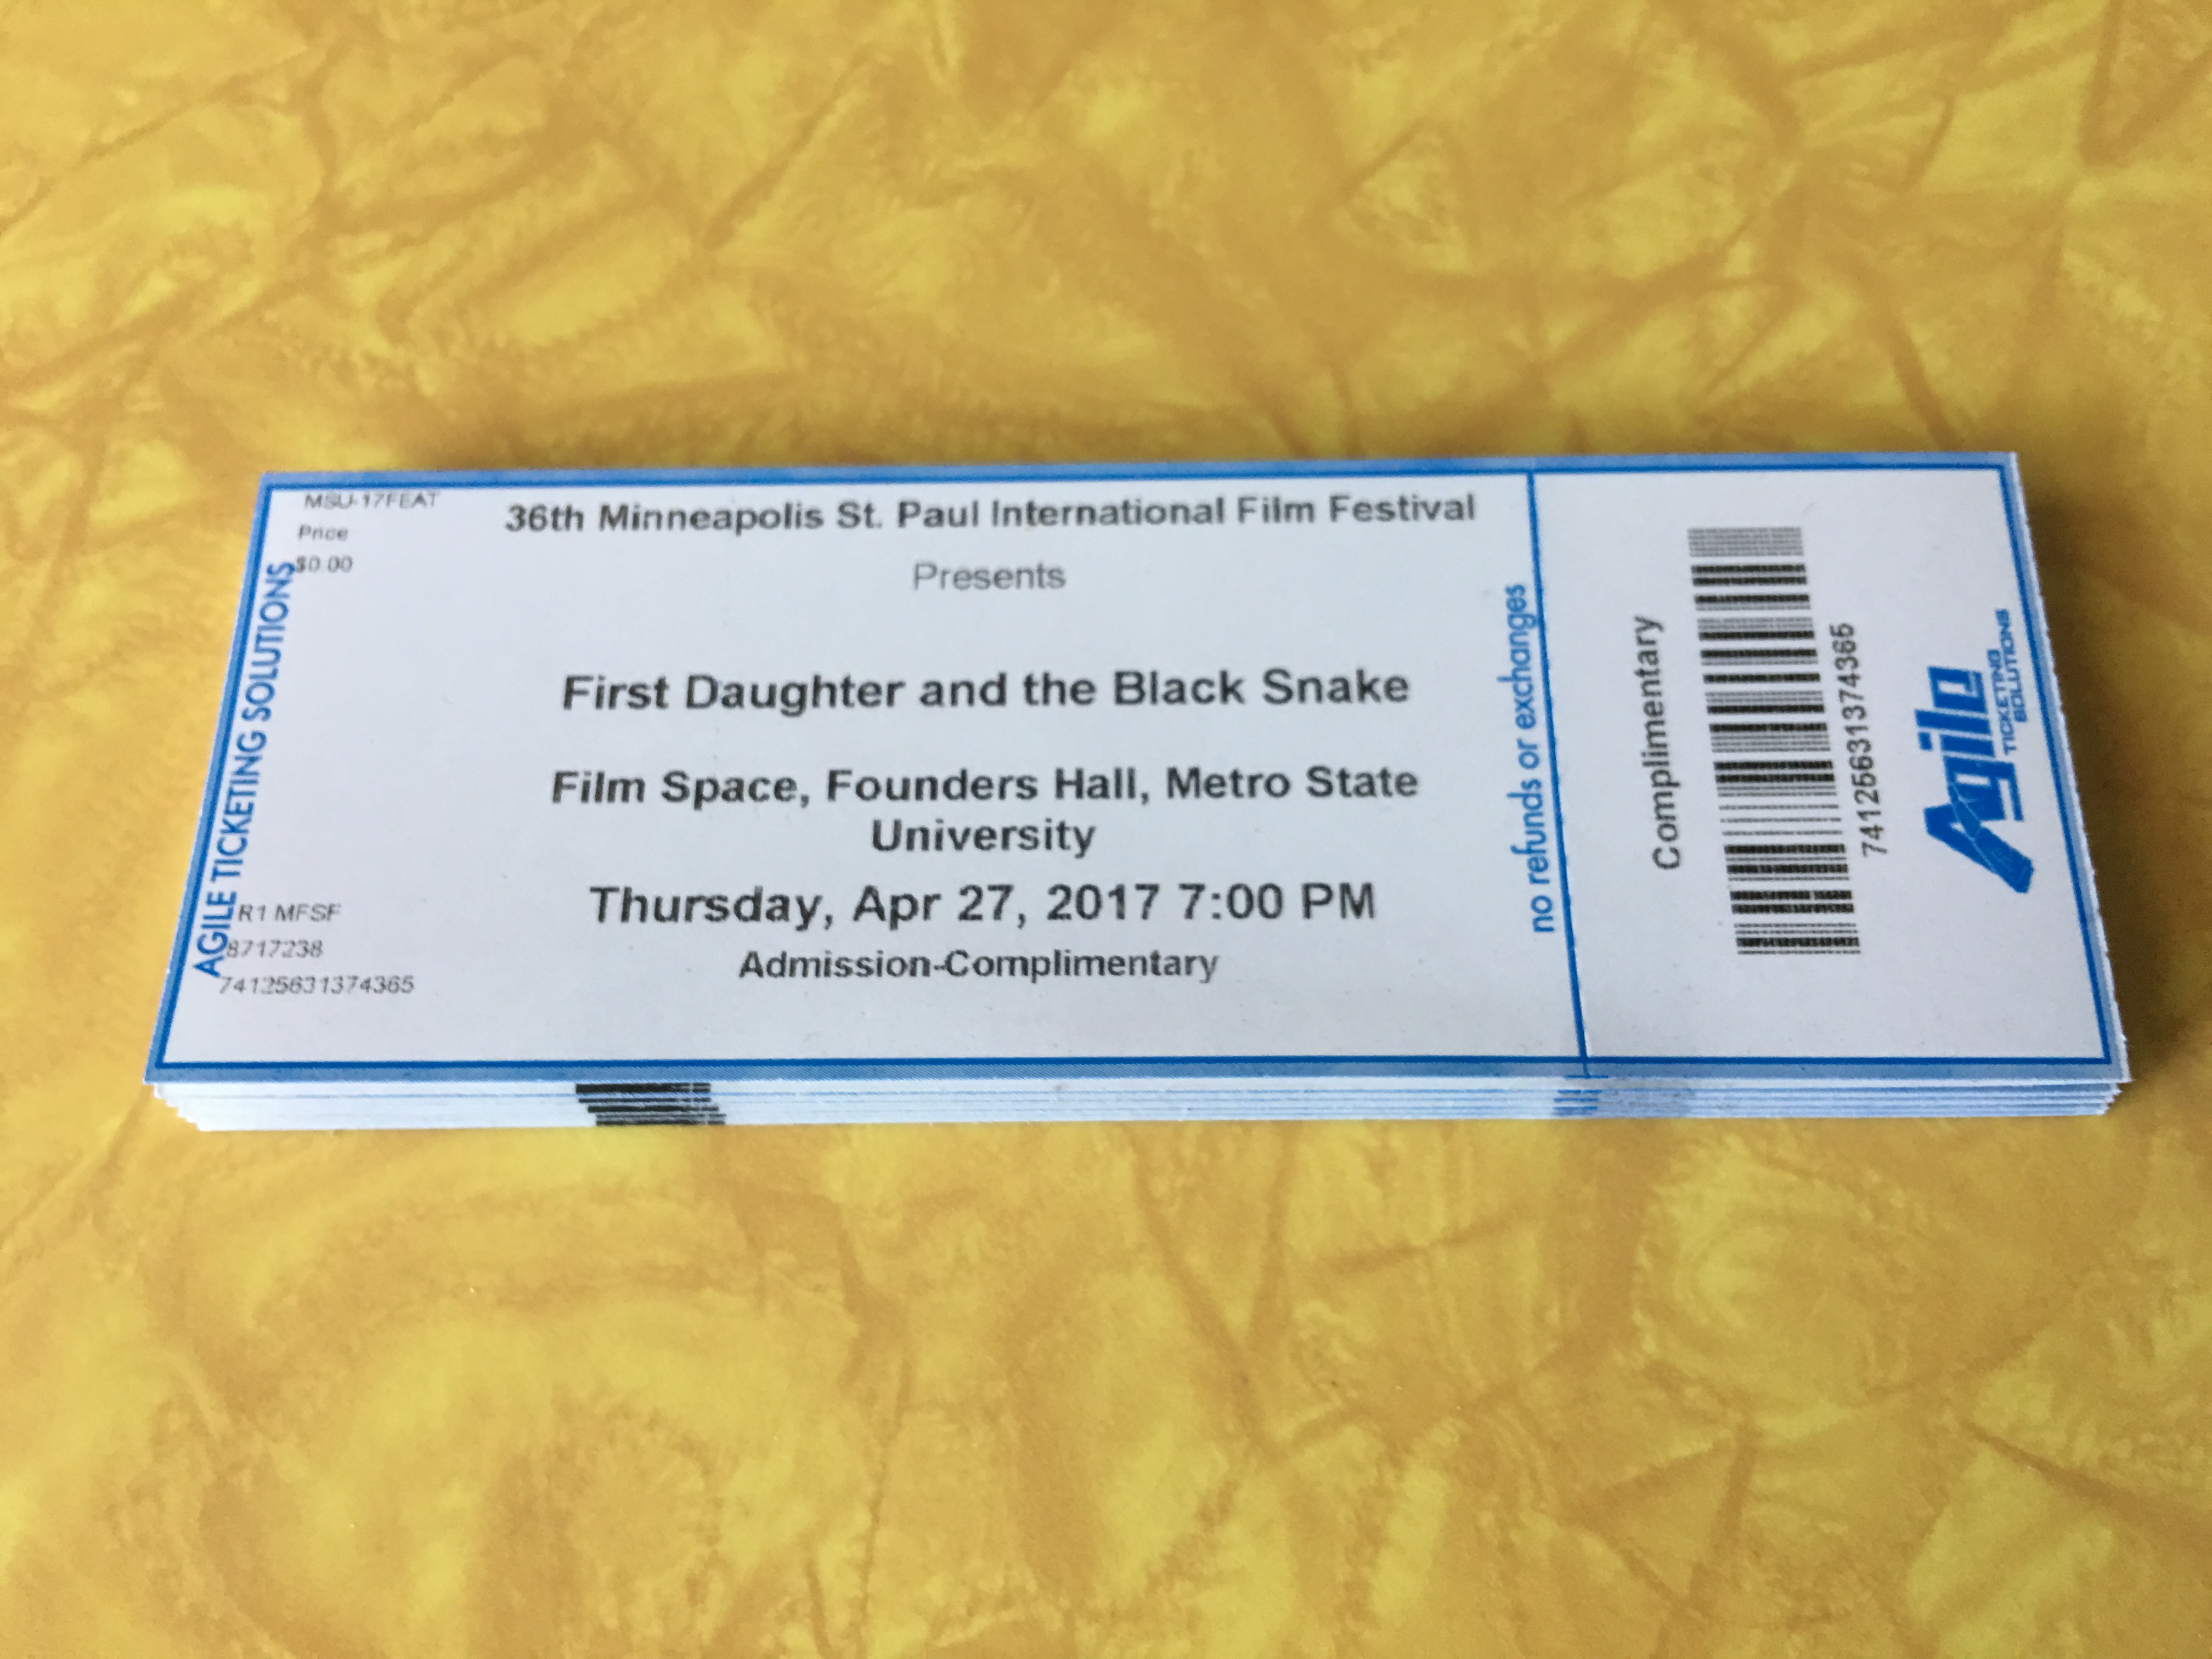 MSU-17FEAT
Price
$0.00
AGILE TICKETING SOLUTIONS
R1 MFSF
8717238
74125631374365
36th Minneapolis St. Paul International Film Festival
Presents
First Daughter and the Black Snake
Film Space, Founders Hall, Metro State
University
Thursday, Apr 27, 2017 7:00 PM
Admission-Complimentary
no refunds or exchanges
Complimentary
74125631374365
Agile
TICKETING
SOLUTIONS